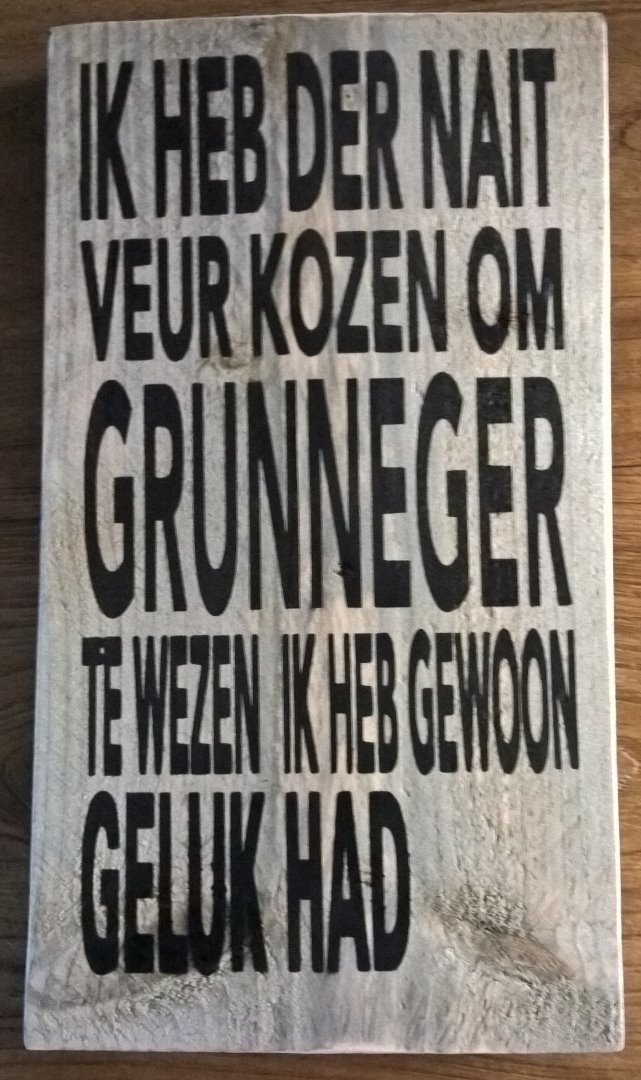 IK HEB DER NAIT
VEUR KOZEN OM
GRUNNEGER
TE WEZEN IK HEB GEWOON
GELUK HAD